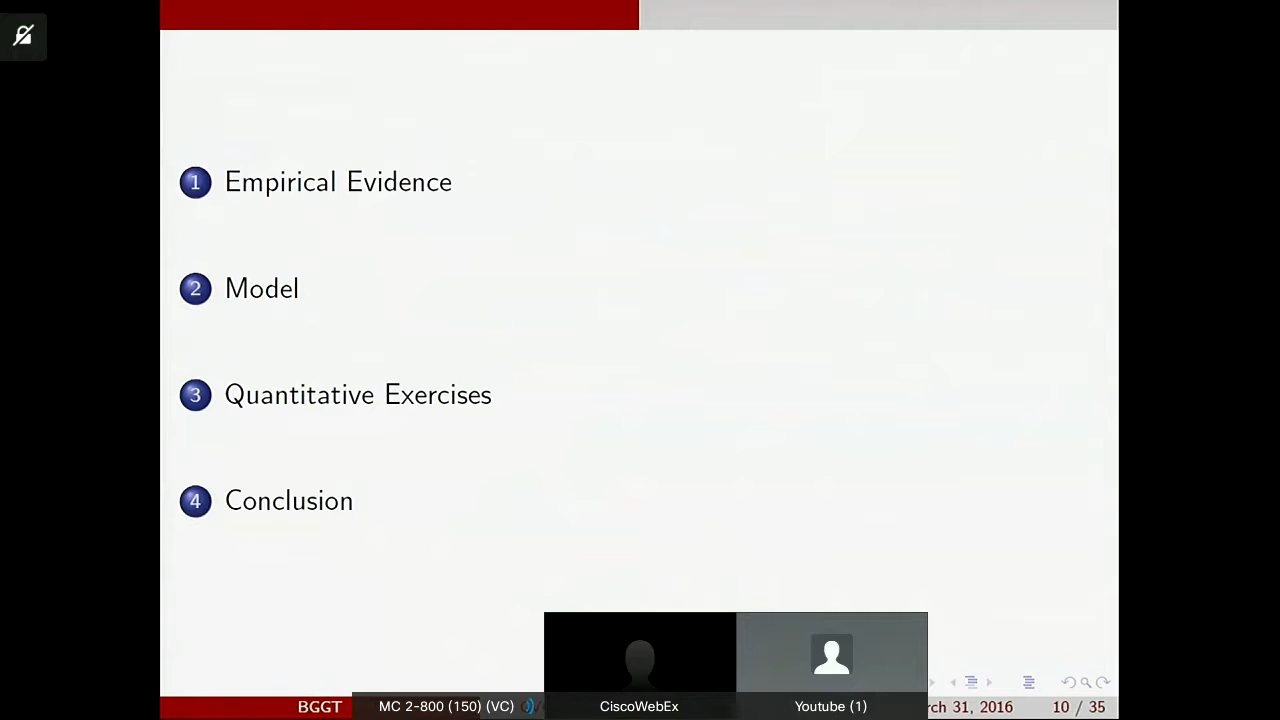 1 Empirical Evidence
2 Model
3 Quantitative Exercises
4 Conclusion
BGGT
MC 2-800 (150) (VC)
CiscoWebEx
Youtube (1)
31, 2016
10 / 35